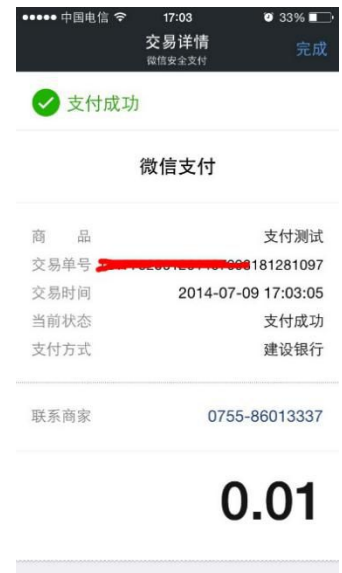 中国电信 17:03 33%
交易详情 完成
微信安全支付
支付成功
微信支付
商 品 支付测试
交易单号 181281097
交易时间 2014-07-09 17:03:05
当前状态 支付成功
支付方式 建设银行
联系商家 0755-86013337
0.01